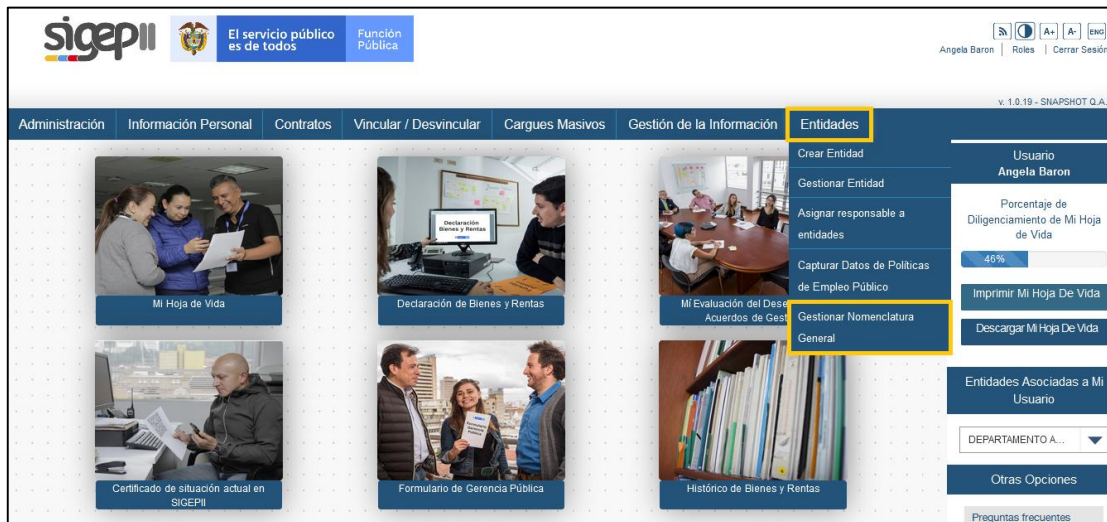 sigepII
El servicio público
es de todos
Función
Pública
A+ A- ENG
Angela Baron | Roles | Cerrar Sesión
v. 1.0.19 - SNAPSHOT Q.A.
Administración Información Personal Contratos Vincular / Desvincular Cargues Masivos Gestión de la Información Entidades
Crear Entidad
Gestionar Entidad
Asignar responsable a
entidades
Capturar Datos de Políticas
de Empleo Público
Gestionar Nomenclatura
General
Usuario
Angela Baron
Porcentaje de
Diligenciamiento de Mi Hoja
de Vida
46%
Imprimir Mi Hoja De Vida
Descargar Mi Hoja De Vida
Entidades Asociadas a Mi
Usuario
DEPARTAMENTO A...
Otras Opciones
Preguntas frecuentes
Declaración
Bienes y Rentas
Mi Hoja de Vida
Declaración de Bienes y Rentas
Mí Evaluación del Dese
Acuerdos de Gest
Formulario
Gerencia
Pública
Certificado de situación actual en
SIGEPII
Formulario de Gerencia Pública
Histórico de Bienes y Rentas